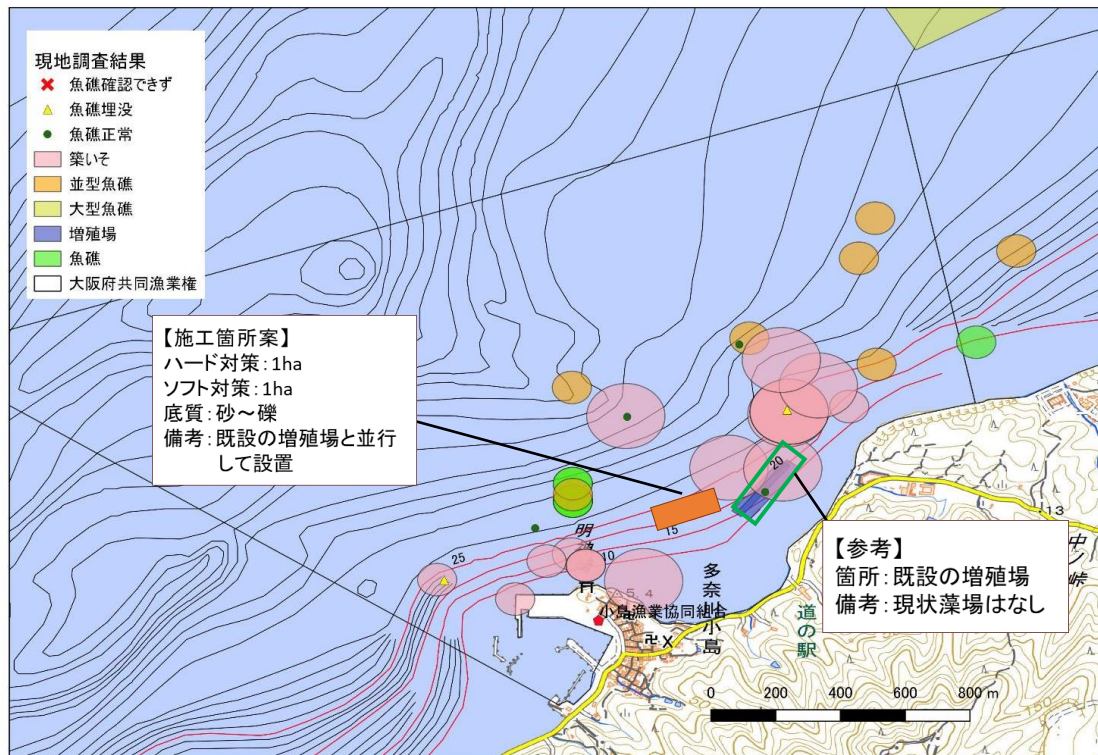 現地調査結果
魚礁確認できず
魚礁埋没
魚礁正常
築いそ
並型魚礁
大型魚礁
増殖場
魚礁
大阪府共同漁業権
【施工箇所案】
ハード対策：1ha
ソフト対策：1ha
底質：砂～礫
備考：既設の増殖場と並行
して設置
20
15
25
10
明
小島漁業協同組合
多奈川小島
道の駅
13
【参考】
箇所：既設の増殖場
備考：現状藻場はなし
中ノ峠
0 200 400 600 800 m